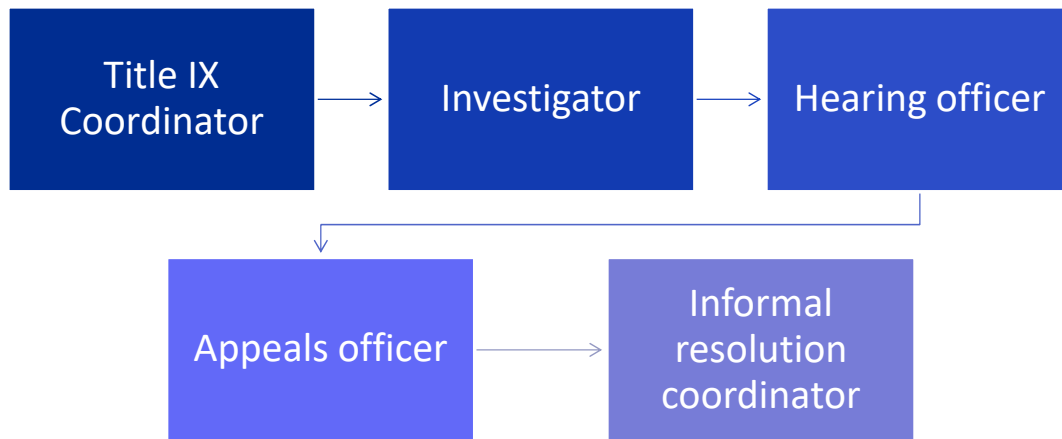 Title IX
Coordinator
Investigator
Hearing officer
Appeals officer
Informal
resolution
coordinator